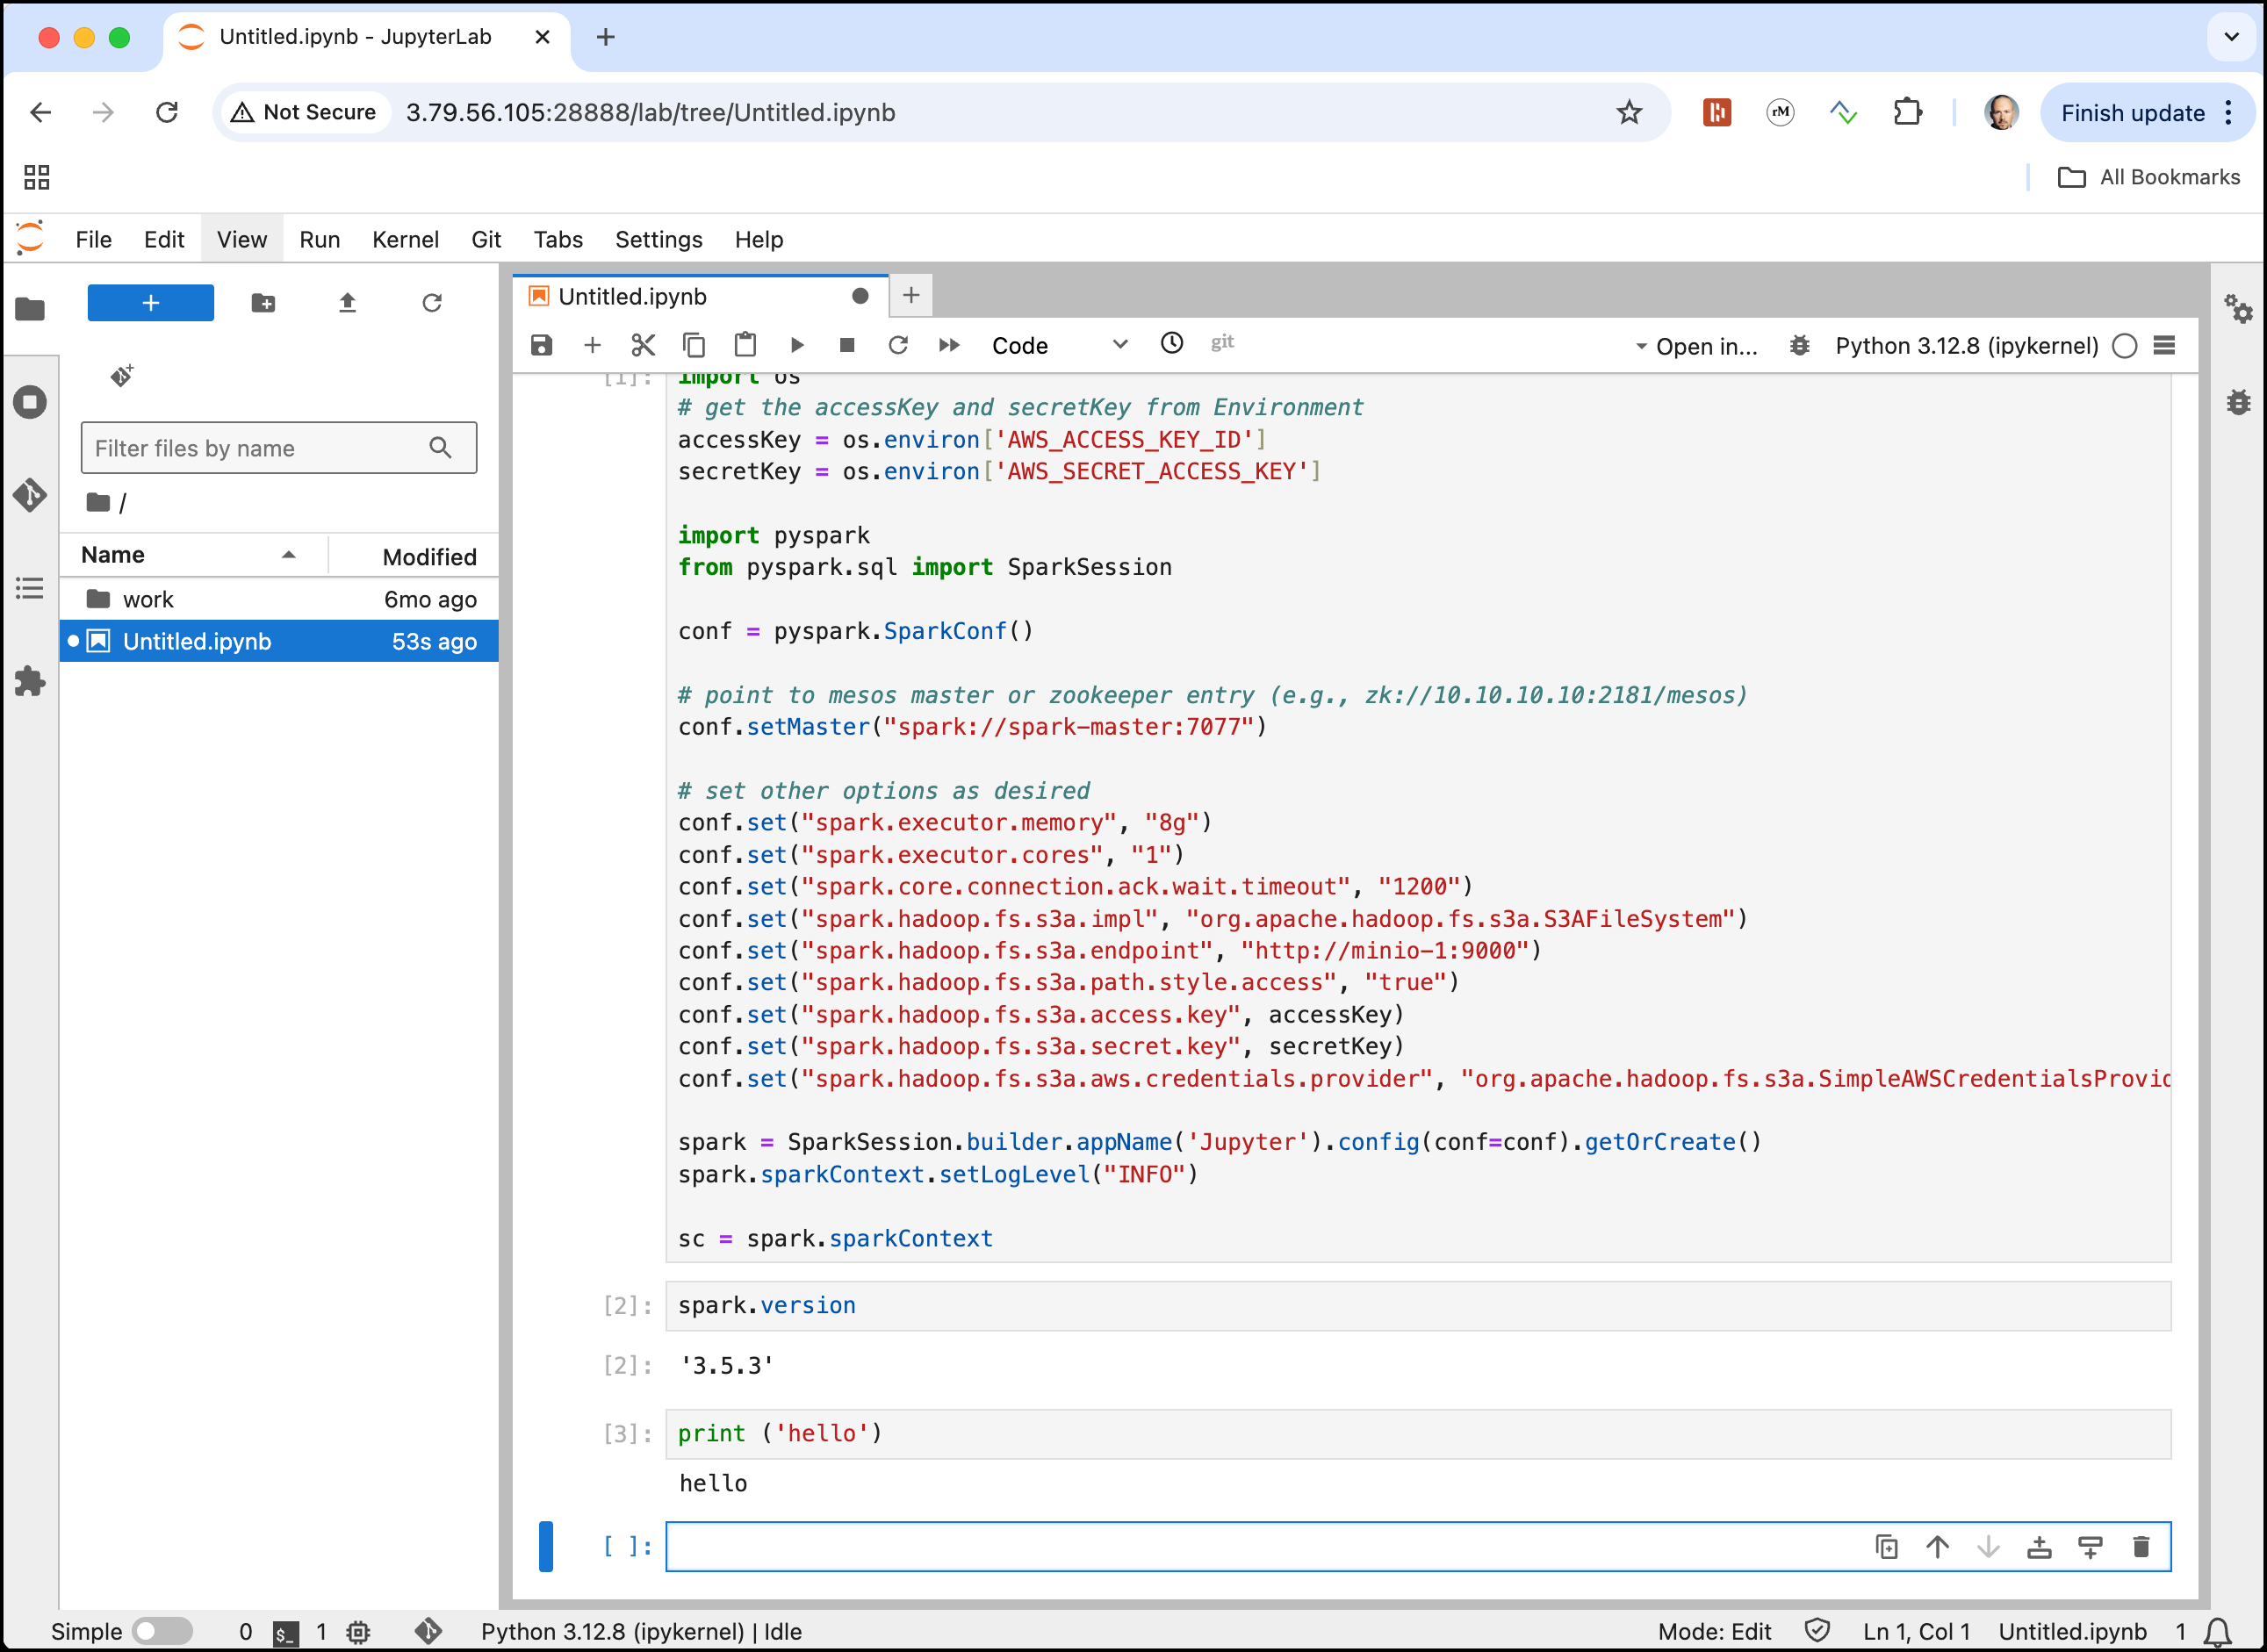 Untitled.ipynb - JupyterLab
Not Secure 3.79.56.105:28888/lab/tree/Untitled.ipynb
rM
Finish update
All Bookmarks
File Edit View Run Kernel Git Tabs Settings Help
Untitled.ipynb
Code
git
Open in...
Python 3.12.8 (ipykernel)
Filter files by name
/
Name Modified
work 6mo ago
Untitled.ipynb 53s ago
[1]: import os
# get the accessKey and secretKey from Environment
accessKey = os.environ['AWS_ACCESS_KEY_ID']
secretKey = os.environ['AWS_SECRET_ACCESS_KEY']
import pyspark
from pyspark.sql import SparkSession
conf = pyspark.SparkConf()
# point to mesos master or zookeeper entry (e.g., zk://10.10.10.10:2181/mesos)
conf.setMaster("spark://spark-master:7077")
# set other options as desired
conf.set("spark.executor.memory", "8g")
conf.set("spark.executor.cores", "1")
conf.set("spark.core.connection.ack.wait.timeout", "1200")
conf.set("spark.hadoop.fs.s3a.impl", "org.apache.hadoop.fs.s3a.S3AFileSystem")
conf.set("spark.hadoop.fs.s3a.endpoint", "http://minio-1:9000")
conf.set("spark.hadoop.fs.s3a.path.style.access", "true")
conf.set("spark.hadoop.fs.s3a.access.key", accessKey)
conf.set("spark.hadoop.fs.s3a.secret.key", secretKey)
conf.set("spark.hadoop.fs.s3a.aws.credentials.provider", "org.apache.hadoop.fs.s3a.SimpleAWSCredentialsProvid
spark = SparkSession.builder.appName('Jupyter').config(conf=conf).getOrCreate()
spark.sparkContext.setLogLevel("INFO")
sc = spark.sparkContext
[2]: spark.version
[2]: '3.5.3'
[3]: print ('hello')
hello
[ ]:
Simple 0 $_ 1 Python 3.12.8 (ipykernel) | Idle Mode: Edit Ln 1, Col 1 Untitled.ipynb 1